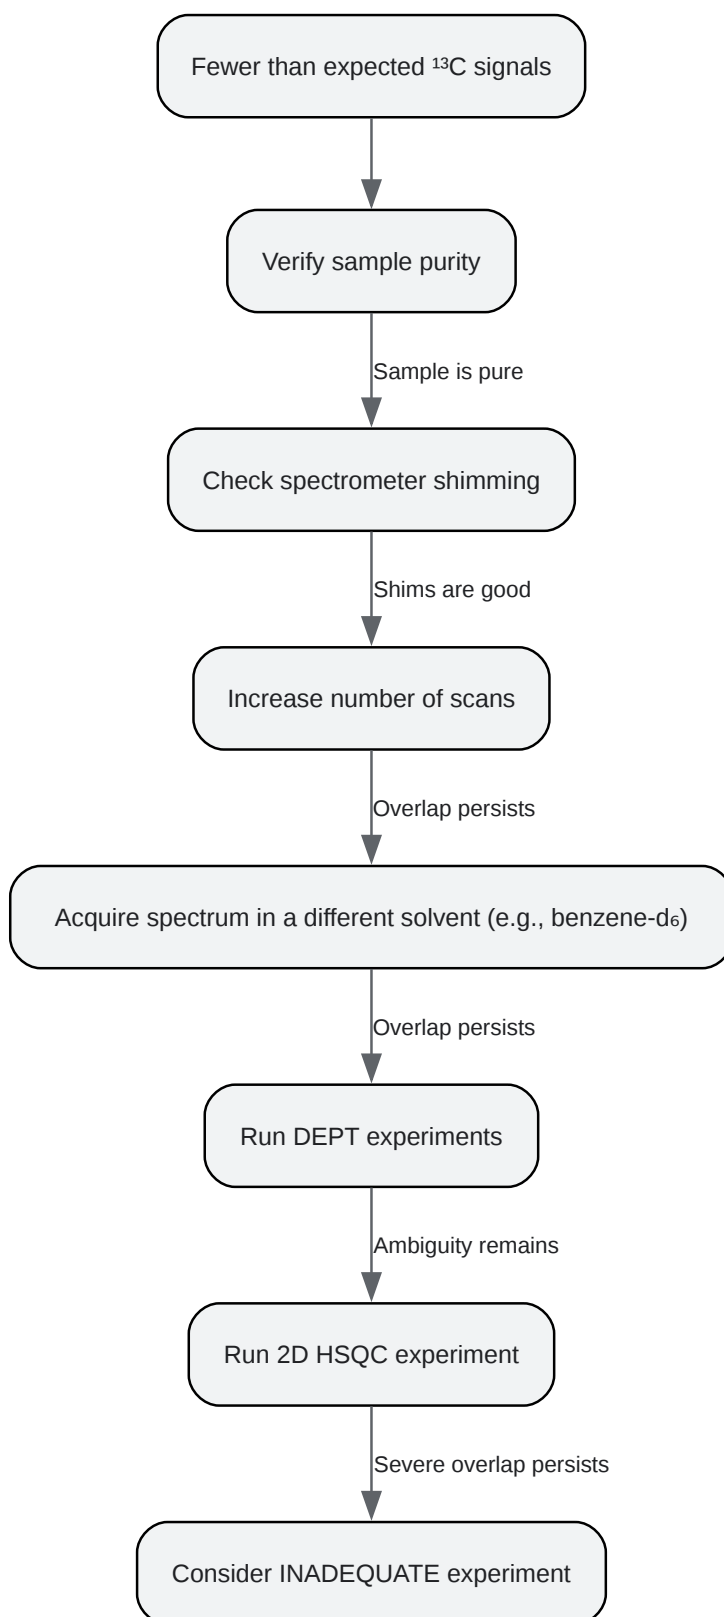 Fewer than expected ¹³C signals
Verify sample purity
Sample is pure
Check spectrometer shimming
Shims are good
Increase number of scans
Overlap persists
Acquire spectrum in a different solvent (e.g., benzene-d₆)
Overlap persists
Run DEPT experiments
Ambiguity remains
Run 2D HSQC experiment
Severe overlap persists
Consider INADEQUATE experiment